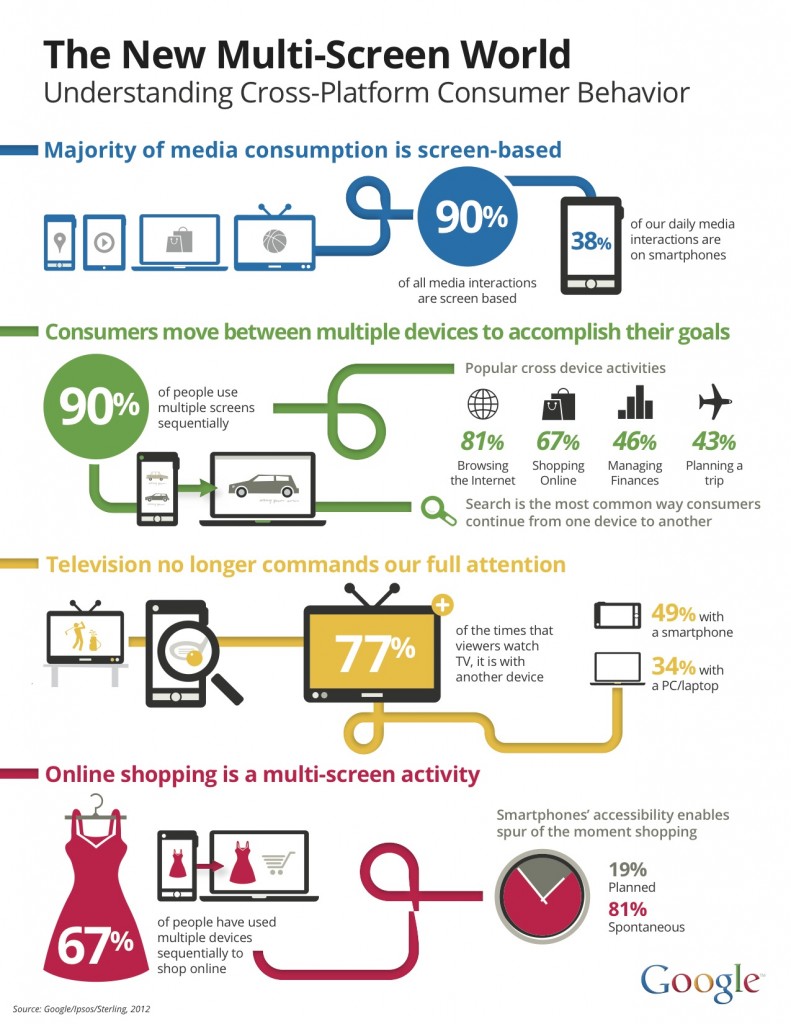 The New Multi-Screen World
Understanding Cross-Platform Consumer Behavior
Majority of media consumption is screen-based
90%
of all media interactions
are screen based
38%
of our daily media
interactions are
on smartphones
Consumers move between multiple devices to accomplish their goals
90%
of people use
multiple screens
sequentially
Popular cross device activities
81%
Browsing
the Internet
67%
Shopping
Online
46%
Managing
Finances
43%
Planning a
trip
Search is the most common way consumers
continue from one device to another
Television no longer commands our full attention
77%
of the times that
viewers watch
TV, it is with
another device
49% with
a smartphone
34% with
a PC/laptop
Online shopping is a multi-screen activity
67%
of people have used
multiple devices
sequentially to
shop online
Smartphones’ accessibility enables
spur of the moment shopping
19%
Planned
81%
Spontaneous
Google
Source: Google/Ipsos/Sterling, 2012